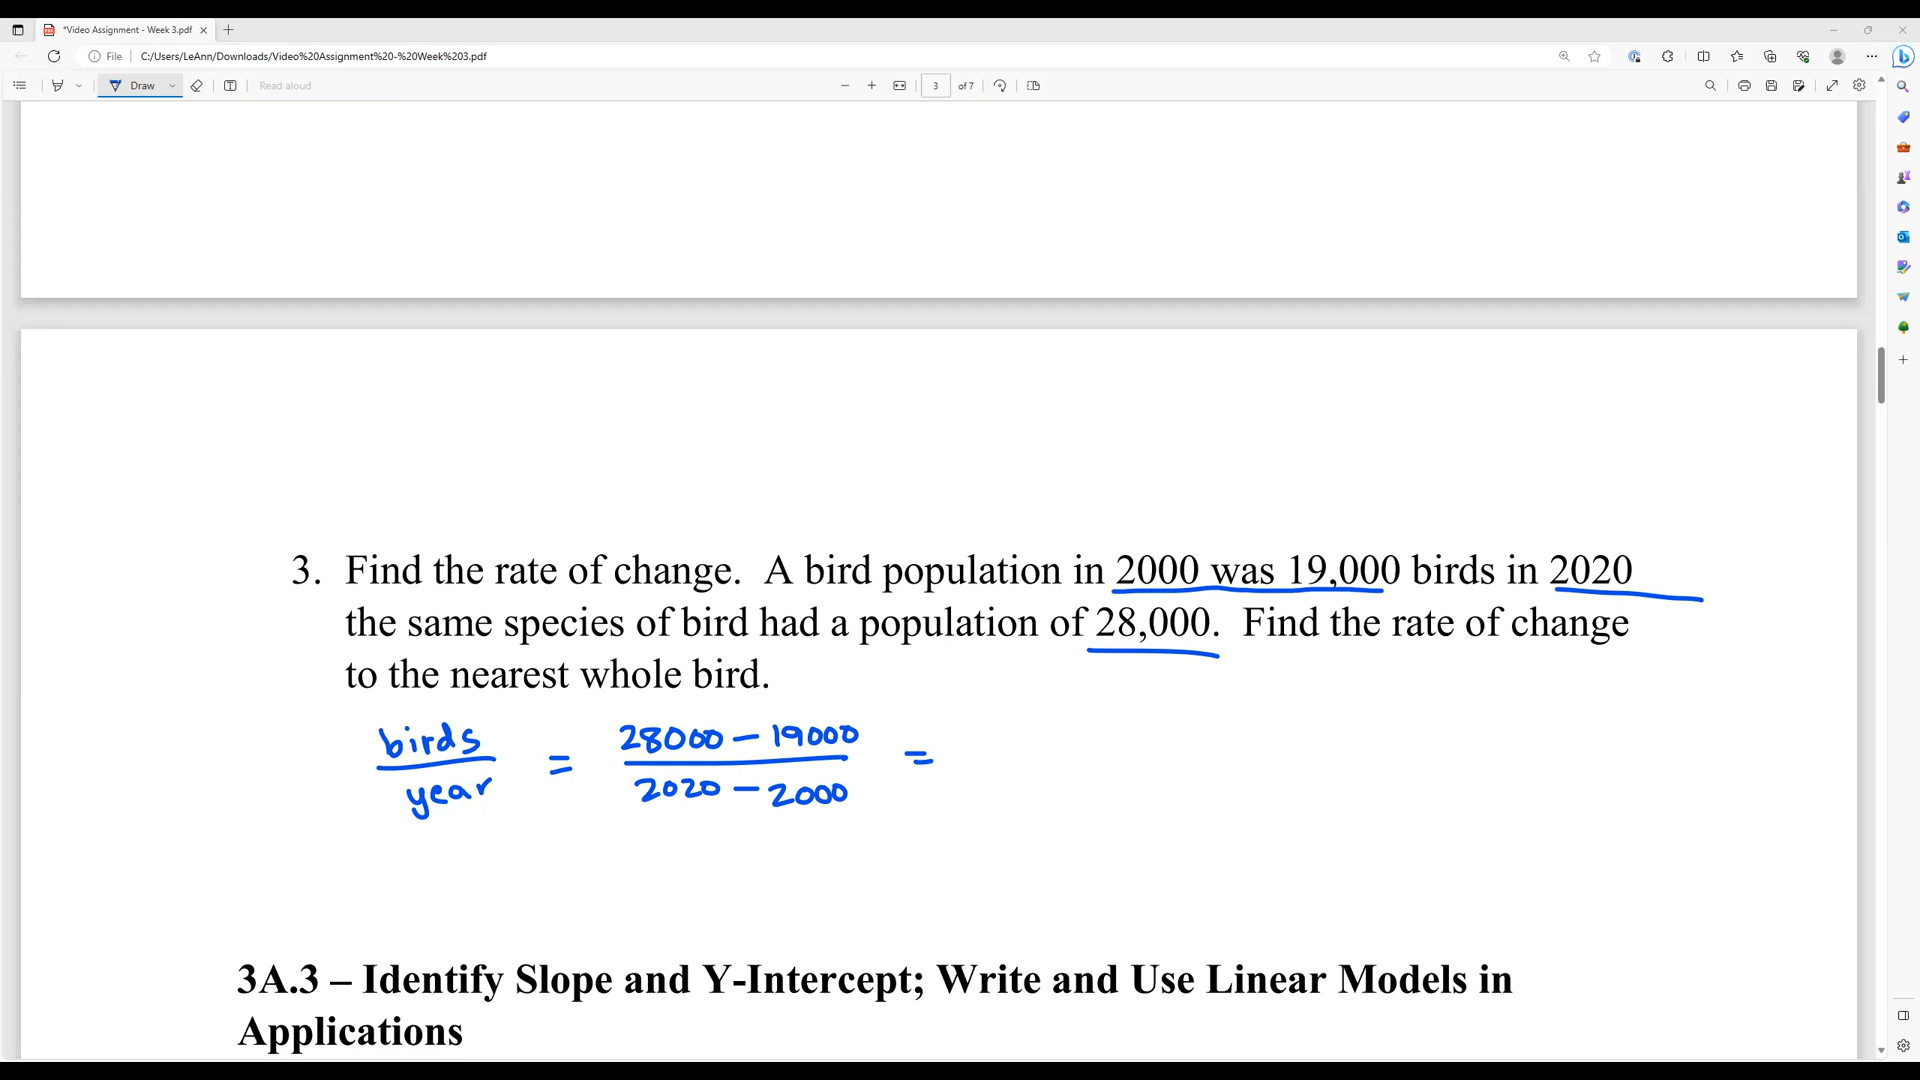 *Video Assignment - Week 3.pdf
File C:/Users/LeAnn/Downloads/Video%20Assignment%20-%20Week%203.pdf
Draw Read aloud 3 of 7
3. Find the rate of change. A bird population in 2000 was 19,000 birds in 2020
the same species of bird had a population of 28,000. Find the rate of change
to the nearest whole bird.
birds / year = 28000 - 19000 / 2020 - 2000 =
3A.3 – Identify Slope and Y-Intercept; Write and Use Linear Models in
Applications